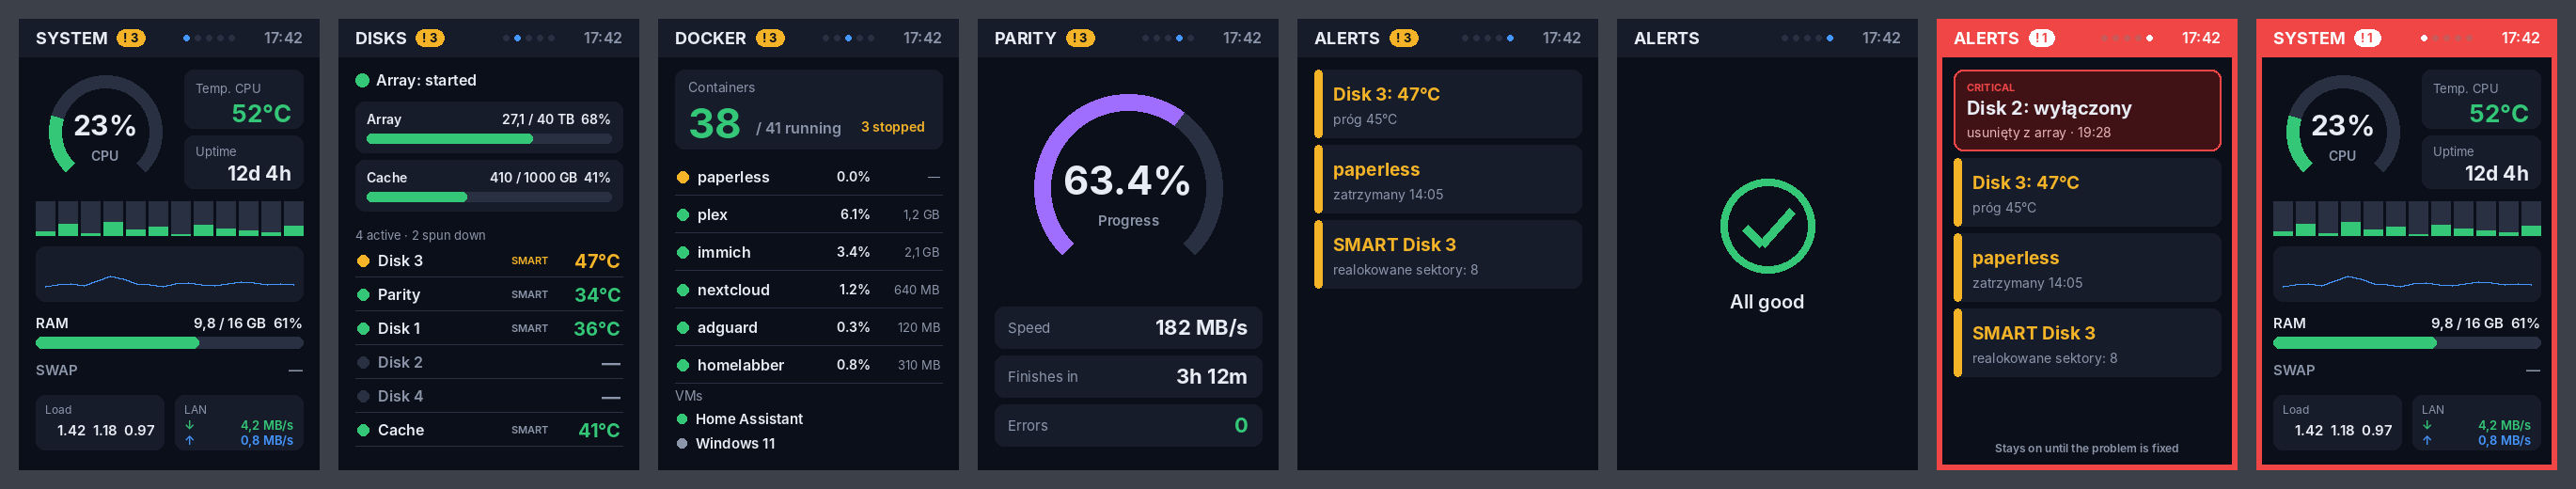 SYSTEM ! 3 17:42
23%
CPU
Temp. CPU
52°C
Uptime
12d 4h
RAM 9,8 / 16 GB 61%
SWAP —
Load
1.42 1.18 0.97
LAN
↓ 4,2 MB/s
↑ 0,8 MB/s
DISKS ! 3 17:42
Array: started
Array 27,1 / 40 TB 68%
Cache 410 / 1000 GB 41%
4 active · 2 spun down
Disk 3 SMART 47°C
Parity SMART 34°C
Disk 1 SMART 36°C
Disk 2 —
Disk 4 —
Cache SMART 41°C
DOCKER ! 3 17:42
Containers
38 / 41 running 3 stopped
paperless 0.0% —
plex 6.1% 1,2 GB
immich 3.4% 2,1 GB
nextcloud 1.2% 640 MB
adguard 0.3% 120 MB
homelabber 0.8% 310 MB
VMs
Home Assistant
Windows 11
PARITY ! 3 17:42
63.4%
Progress
Speed 182 MB/s
Finishes in 3h 12m
Errors 0
ALERTS ! 3 17:42
Disk 3: 47°C
próg 45°C
paperless
zatrzymany 14:05
SMART Disk 3
realokowane sektory: 8
ALERTS 17:42
All good
ALERTS ! 1 17:42
CRITICAL
Disk 2: wyłączony
usunięty z array · 19:28
Disk 3: 47°C
próg 45°C
paperless
zatrzymany 14:05
SMART Disk 3
realokowane sektory: 8
Stays on until the problem is fixed
SYSTEM ! 1 17:42
23%
CPU
Temp. CPU
52°C
Uptime
12d 4h
RAM 9,8 / 16 GB 61%
SWAP —
Load
1.42 1.18 0.97
LAN
↓ 4,2 MB/s
↑ 0,8 MB/s